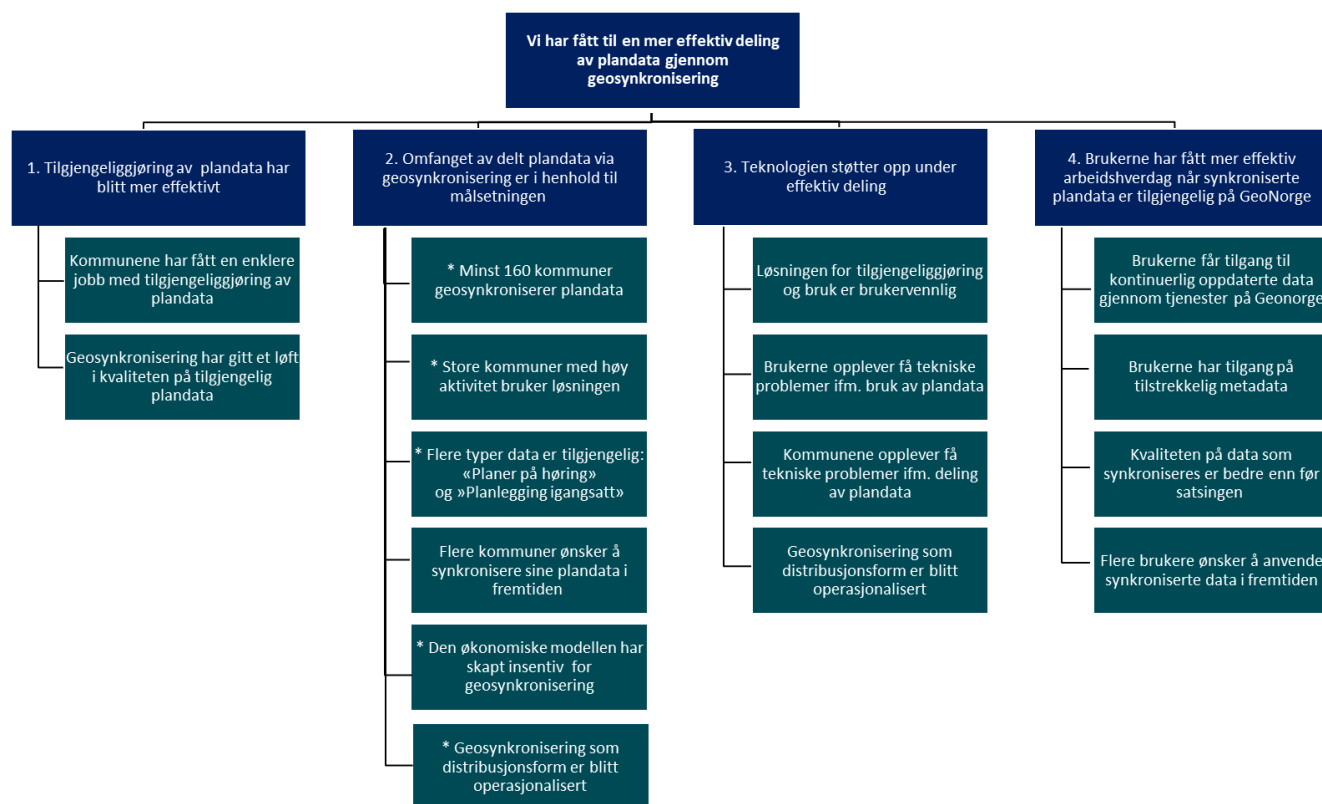 Vi har fått til en mer effektiv deling
av plandata gjennom
geosynkronisering
1. Tilgjengeliggjøring av plandata har
blitt mer effektivt
Kommunene har fått en enklere
jobb med tilgjengeliggjøring av
plandata
Geosynkronisering har gitt et løft
i kvaliteten på tilgjengelig
plandata
2. Omfanget av delt plandata via
geosynkronisering er i henhold til
målsetningen
* Minst 160 kommuner
geosynkroniserer plandata
* Store kommuner med høy
aktivitet bruker løsningen
* Flere typer data er tilgjengelig:
«Planer på høring»
og »Planlegging igangsatt»
Flere kommuner ønsker å
synkronisere sine plandata i
fremtiden
* Den økonomiske modellen har
skapt insentiv for
geosynkronisering
* Geosynkronisering som
distribusjonsform er blitt
operasjonalisert
3. Teknologien støtter opp under
effektiv deling
Løsningen for tilgjengeliggjøring
og bruk er brukervennlig
Brukerne opplever få tekniske
problemer ifm. bruk av plandata
Kommunene opplever få
tekniske problemer ifm. deling
av plandata
Geosynkronisering som
distribusjonsform er blitt
operasjonalisert
4. Brukerne har fått mer effektiv
arbeidshverdag når synkroniserte
plandata er tilgjengelig på GeoNorge
Brukerne får tilgang til
kontinuerlig oppdaterte data
gjennom tjenester på Geonorge
Brukerne har tilgang på
tilstrekkelig metadata
Kvaliteten på data som
synkroniseres er bedre enn før
satsingen
Flere brukere ønsker å anvende
synkroniserte data i fremtiden